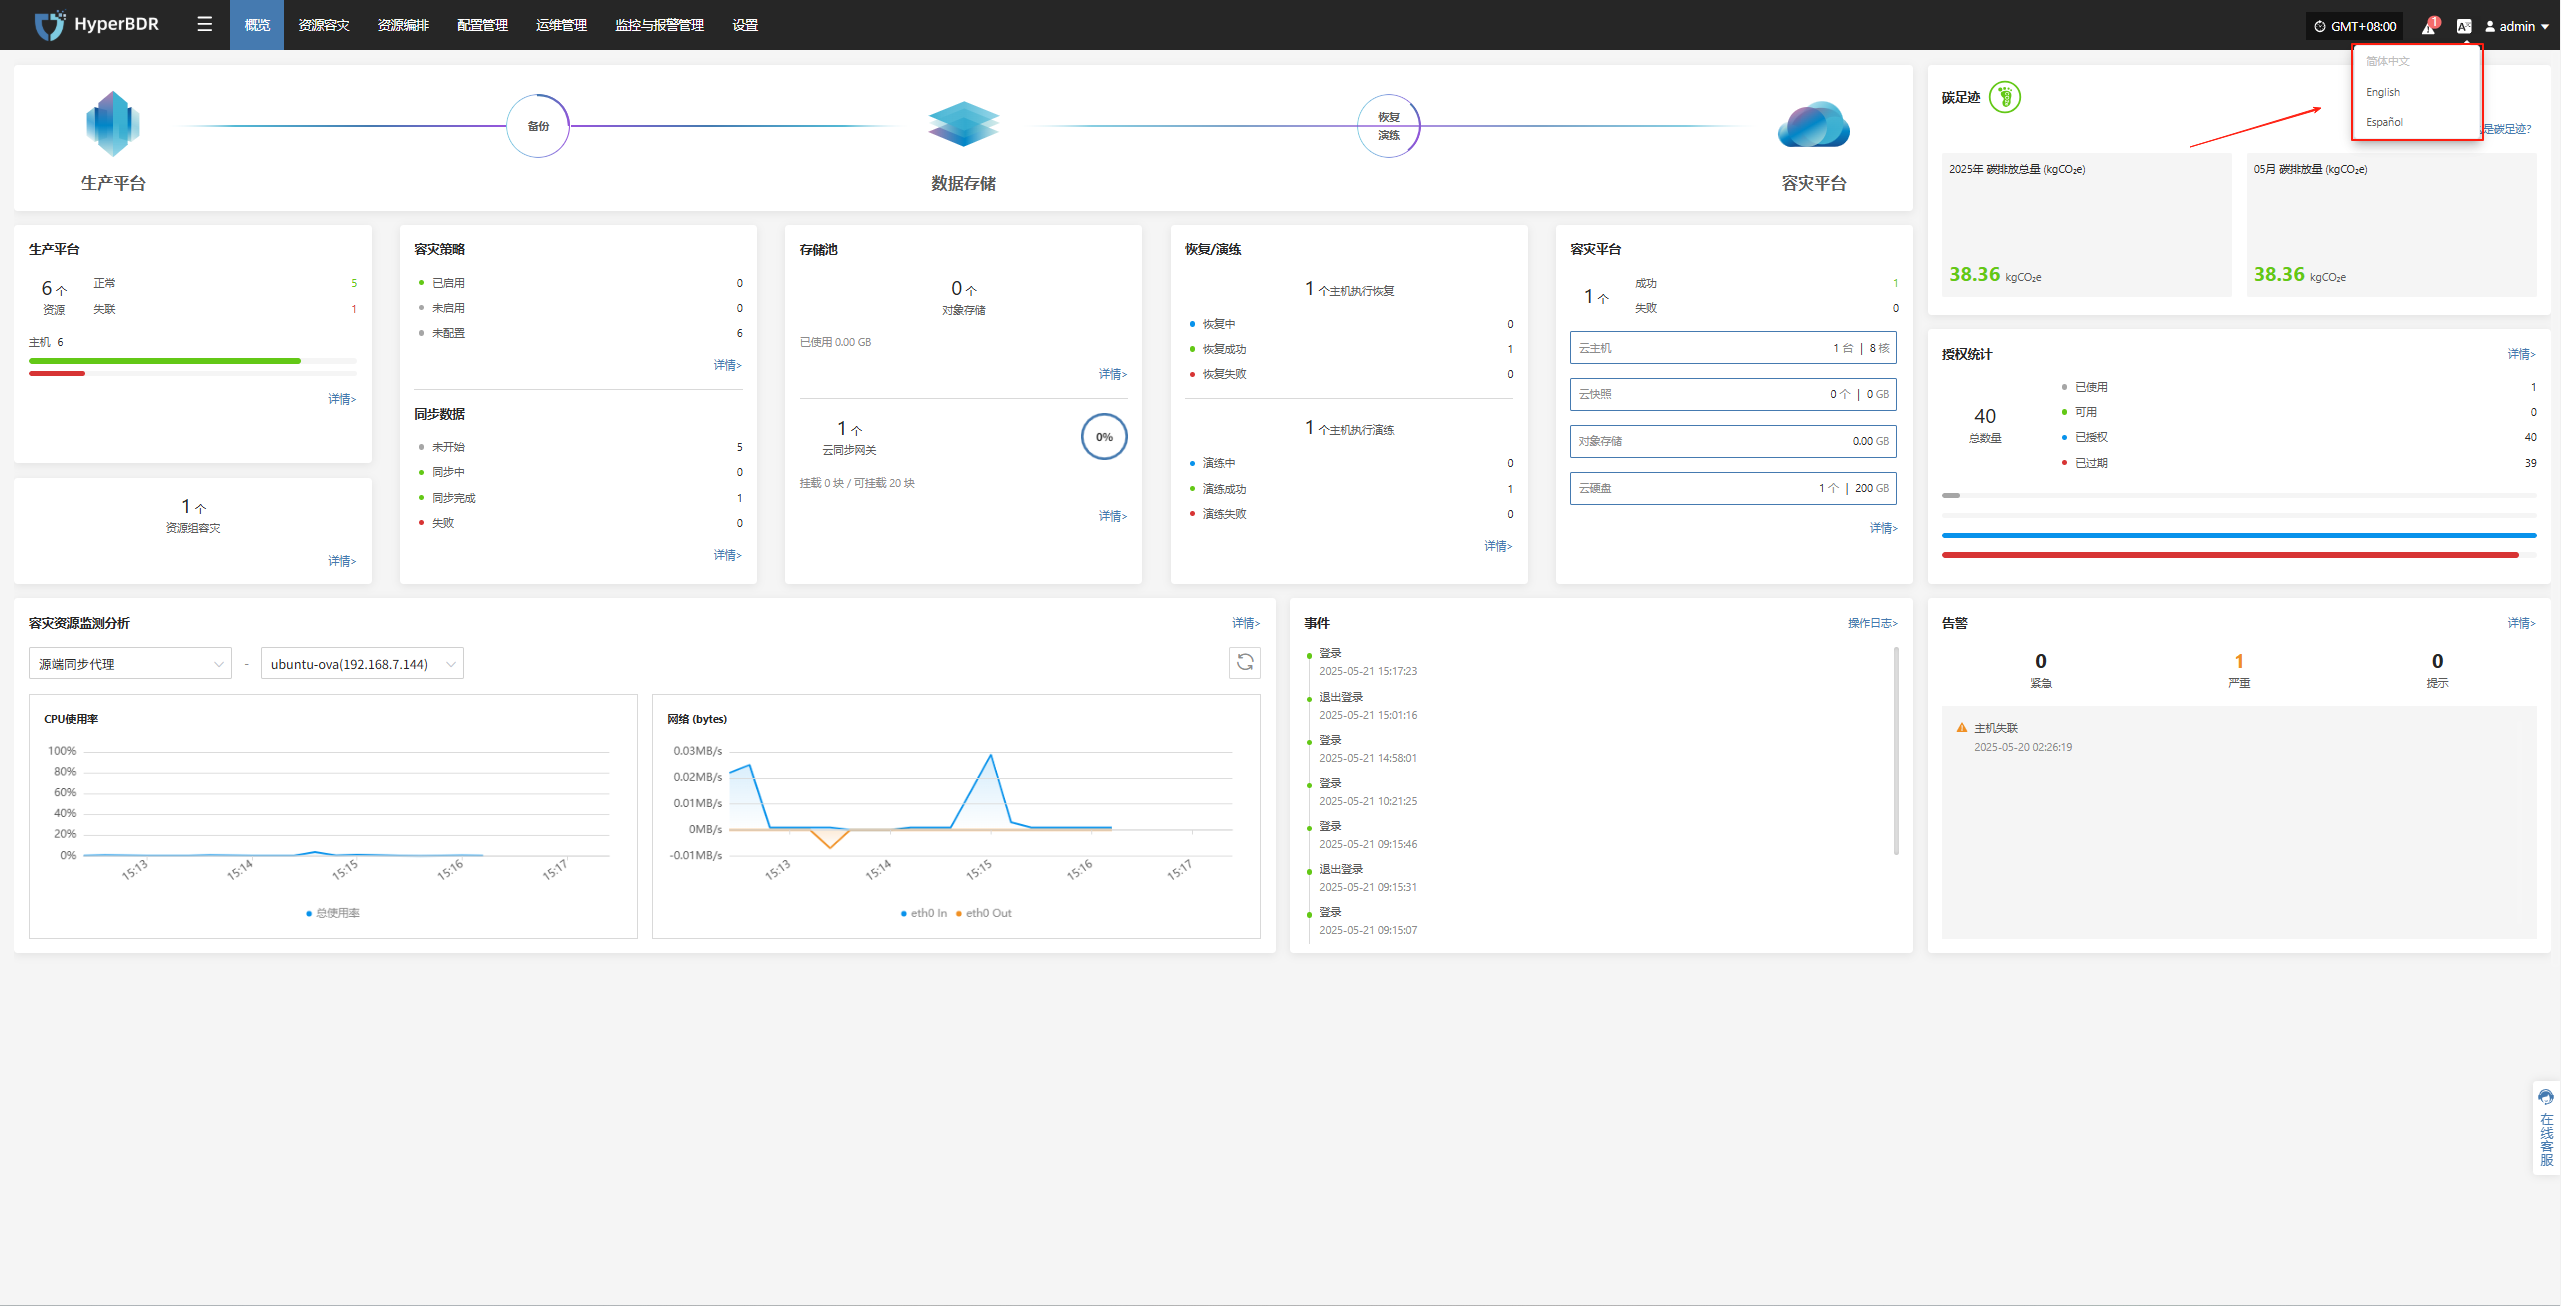 HyperBDR
概览
资源容灾
资源编排
配置管理
运维管理
监控与报警管理
设置
GMT+08:00
1
admin
简体中文
English
Español
备份
恢复
演练
生产平台
数据存储
容灾平台
碳足迹
是碳足迹?
2025年 碳排放总量 (kgCO₂e)
38.36 kgCO₂e
05月 碳排放量 (kgCO₂e)
38.36 kgCO₂e
生产平台
6 个
资源
正常 5
失联 1
主机 6
详情>
1 个
资源组容灾
详情>
容灾策略
已启用 0
未启用 0
未配置 6
详情>
同步数据
未开始 5
同步中 0
同步完成 1
失败 0
详情>
存储池
0 个
对象存储
已使用 0.00 GB
详情>
1 个
云同步网关
0%
挂载 0 块 / 可挂载 20 块
详情>
恢复/演练
1 个主机执行恢复
恢复中 0
恢复成功 1
恢复失败 0
1 个主机执行演练
演练中 0
演练成功 1
演练失败 0
详情>
容灾平台
1 个
成功 1
失败 0
云主机 1 台 | 8 核
云快照 0 个 | 0 GB
对象存储 0.00 GB
云硬盘 1 个 | 200 GB
详情>
授权统计
详情>
40
总数量
已使用 1
可用 0
已授权 40
已过期 39
容灾资源监测分析
详情>
源端同步代理 - ubuntu-ova(192.168.7.144)
CPU使用率
100%
80%
60%
40%
20%
0%
15:13
15:14
15:15
15:16
15:17
总使用率
网络 (bytes)
0.03MB/s
0.02MB/s
0.01MB/s
0MB/s
-0.01MB/s
15:13
15:14
15:15
15:16
15:17
eth0 In
eth0 Out
事件
操作日志>
登录
2025-05-21 15:17:23
退出登录
2025-05-21 15:01:16
登录
2025-05-21 14:58:01
登录
2025-05-21 10:21:25
登录
2025-05-21 09:15:46
退出登录
2025-05-21 09:15:31
登录
2025-05-21 09:15:07
告警
详情>
0
紧急
1
严重
0
提示
主机失联
2025-05-20 02:26:19
在线客服